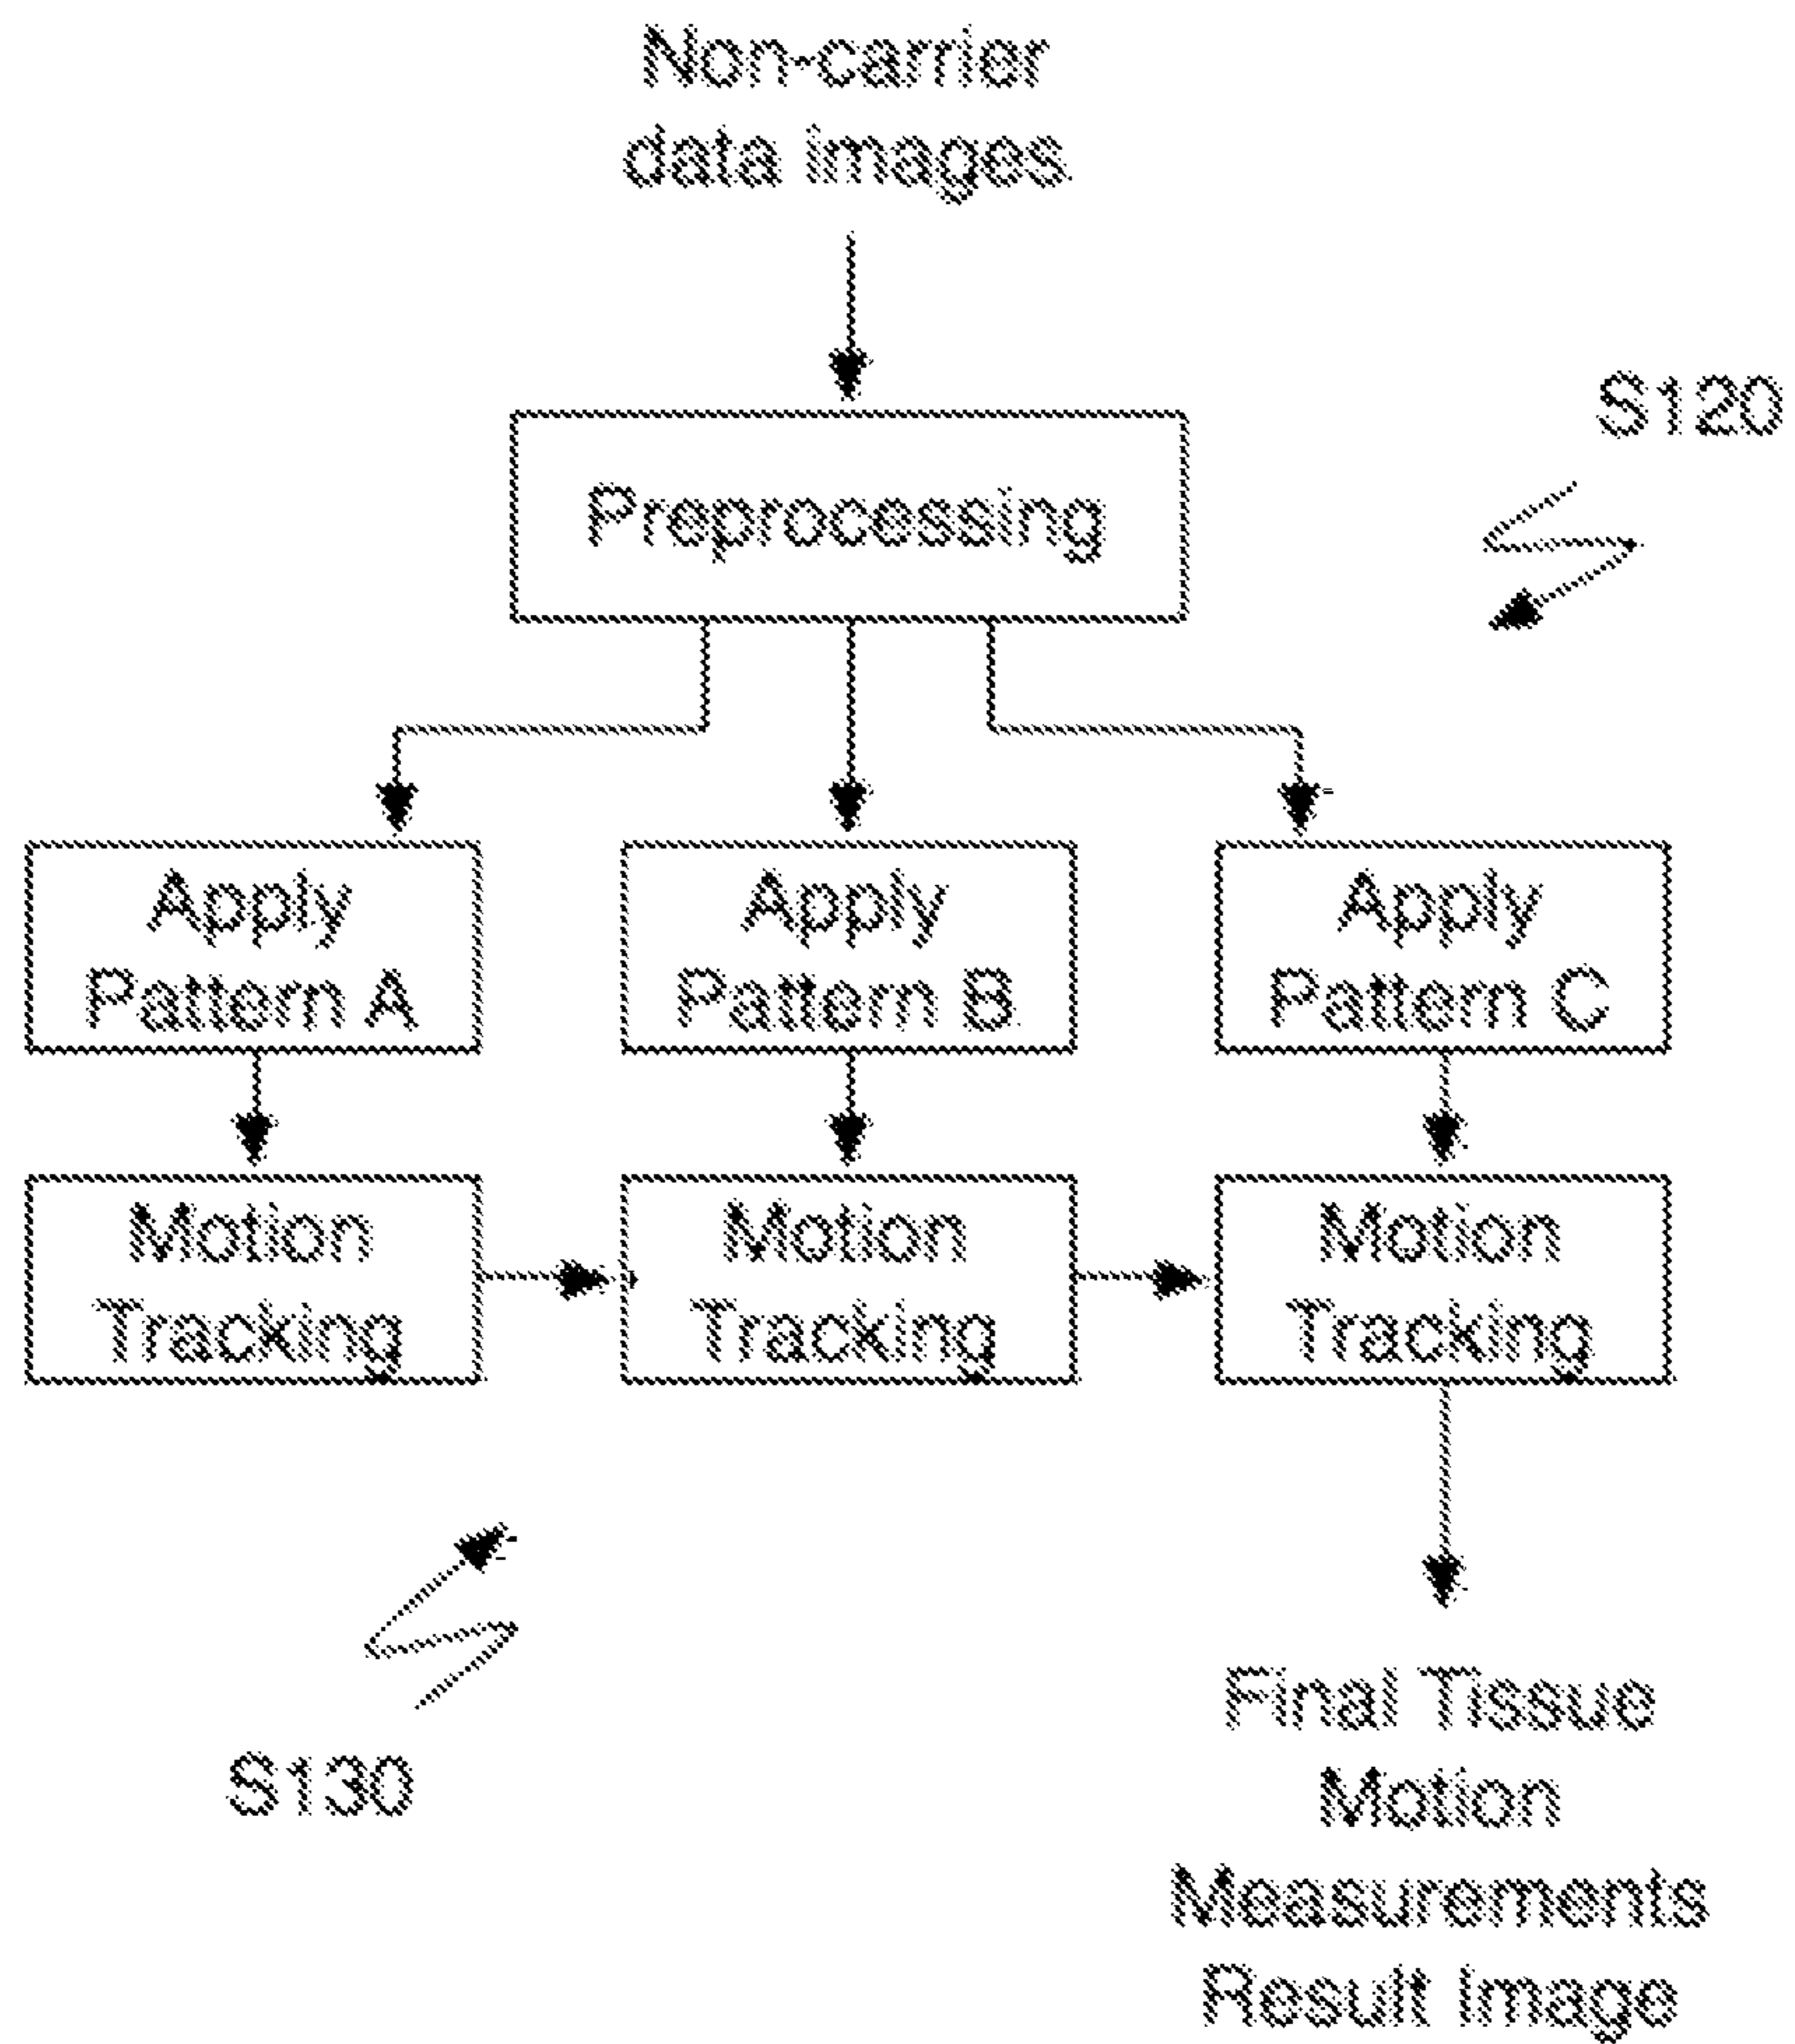 Non-carrier
data images
S120
Preprocessing
Apply
Pattern A
Apply
Pattern B
Apply
Pattern C
Motion
Tracking
Motion
Tracking
Motion
Tracking
S130
Final Tissue
Motion
Measurements
Result Image